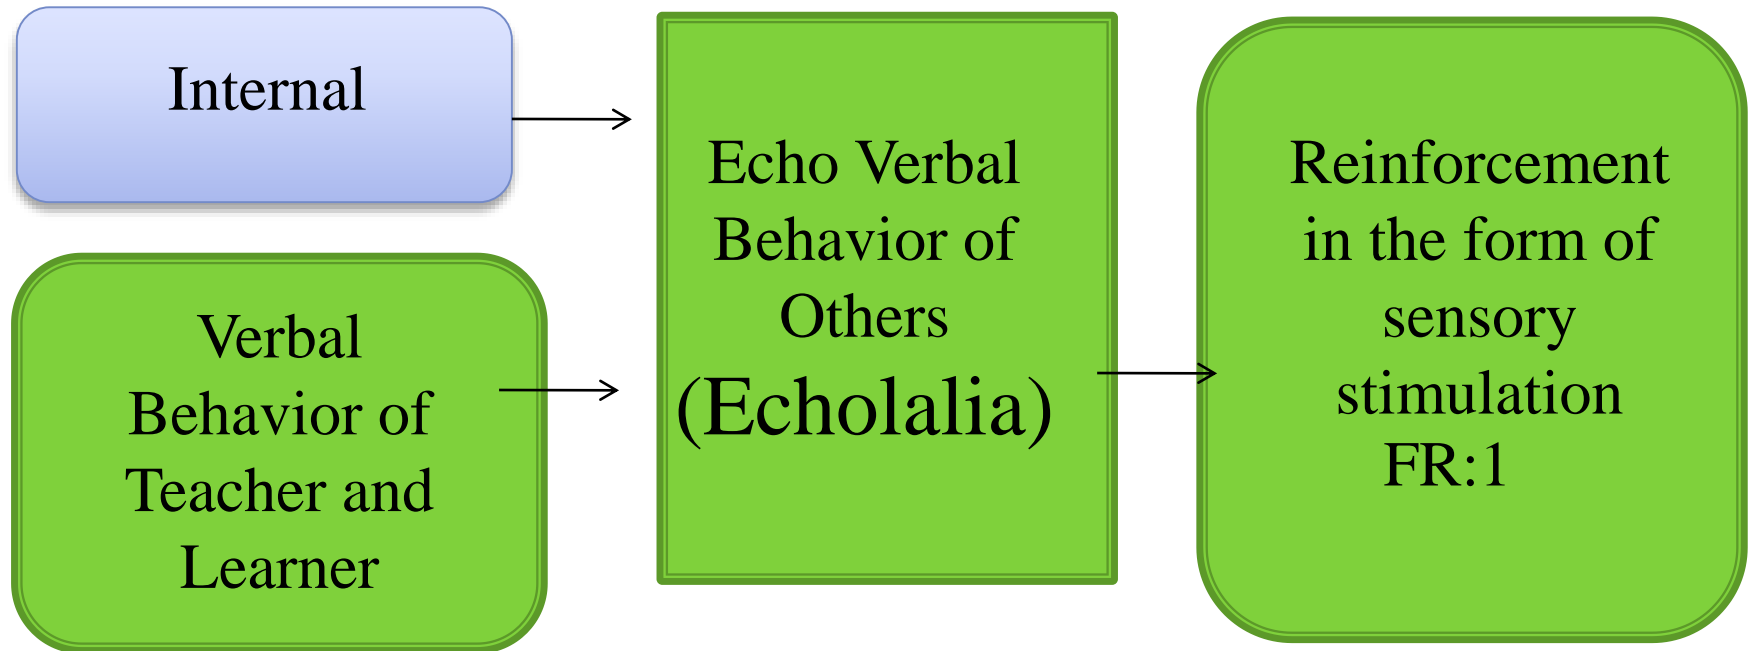 Internal
Verbal
Behavior of
Teacher and
Learner
Echo Verbal
Behavior of
Others
(Echolalia)
Reinforcement
in the form of
sensory
stimulation
FR:1